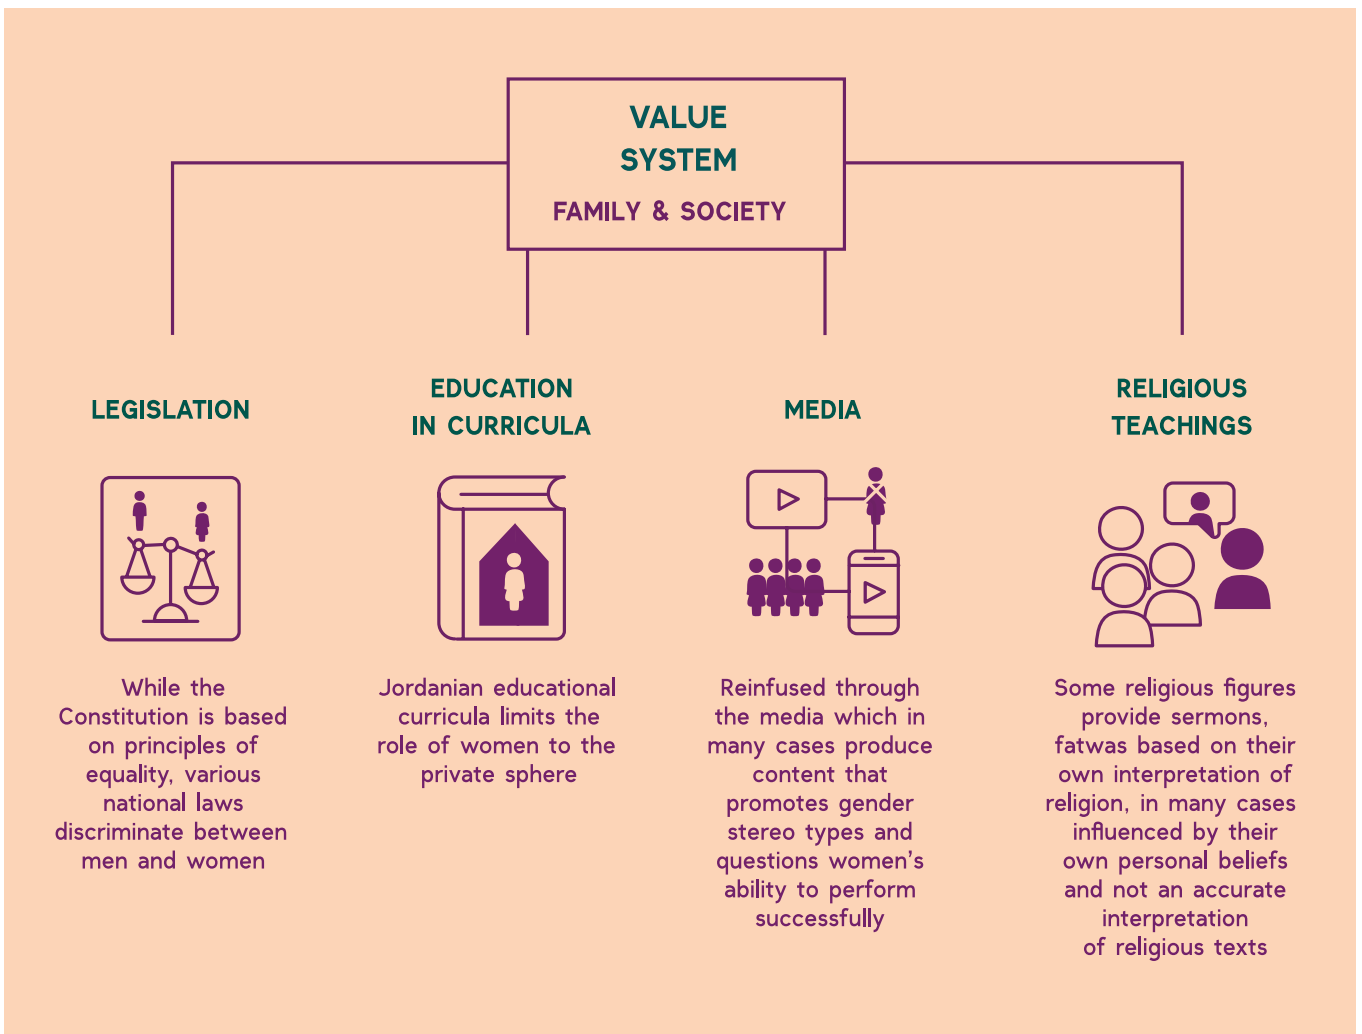 VALUE
SYSTEM
FAMILY & SOCIETY
LEGISLATION
While the
Constitution is based
on principles of
equality, various
national laws
discriminate between
men and women
EDUCATION
IN CURRICULA
Jordanian educational
curricula limits the
role of women to the
private sphere
MEDIA
Reinfused through
the media which in
many cases produce
content that
promotes gender
stereo types and
questions women's
ability to perform
successfully
RELIGIOUS
TEACHINGS
Some religious figures
provide sermons,
fatwas based on their
own interpretation of
religion, in many cases
influenced by their
own personal beliefs
and not an accurate
interpretation
of religious texts